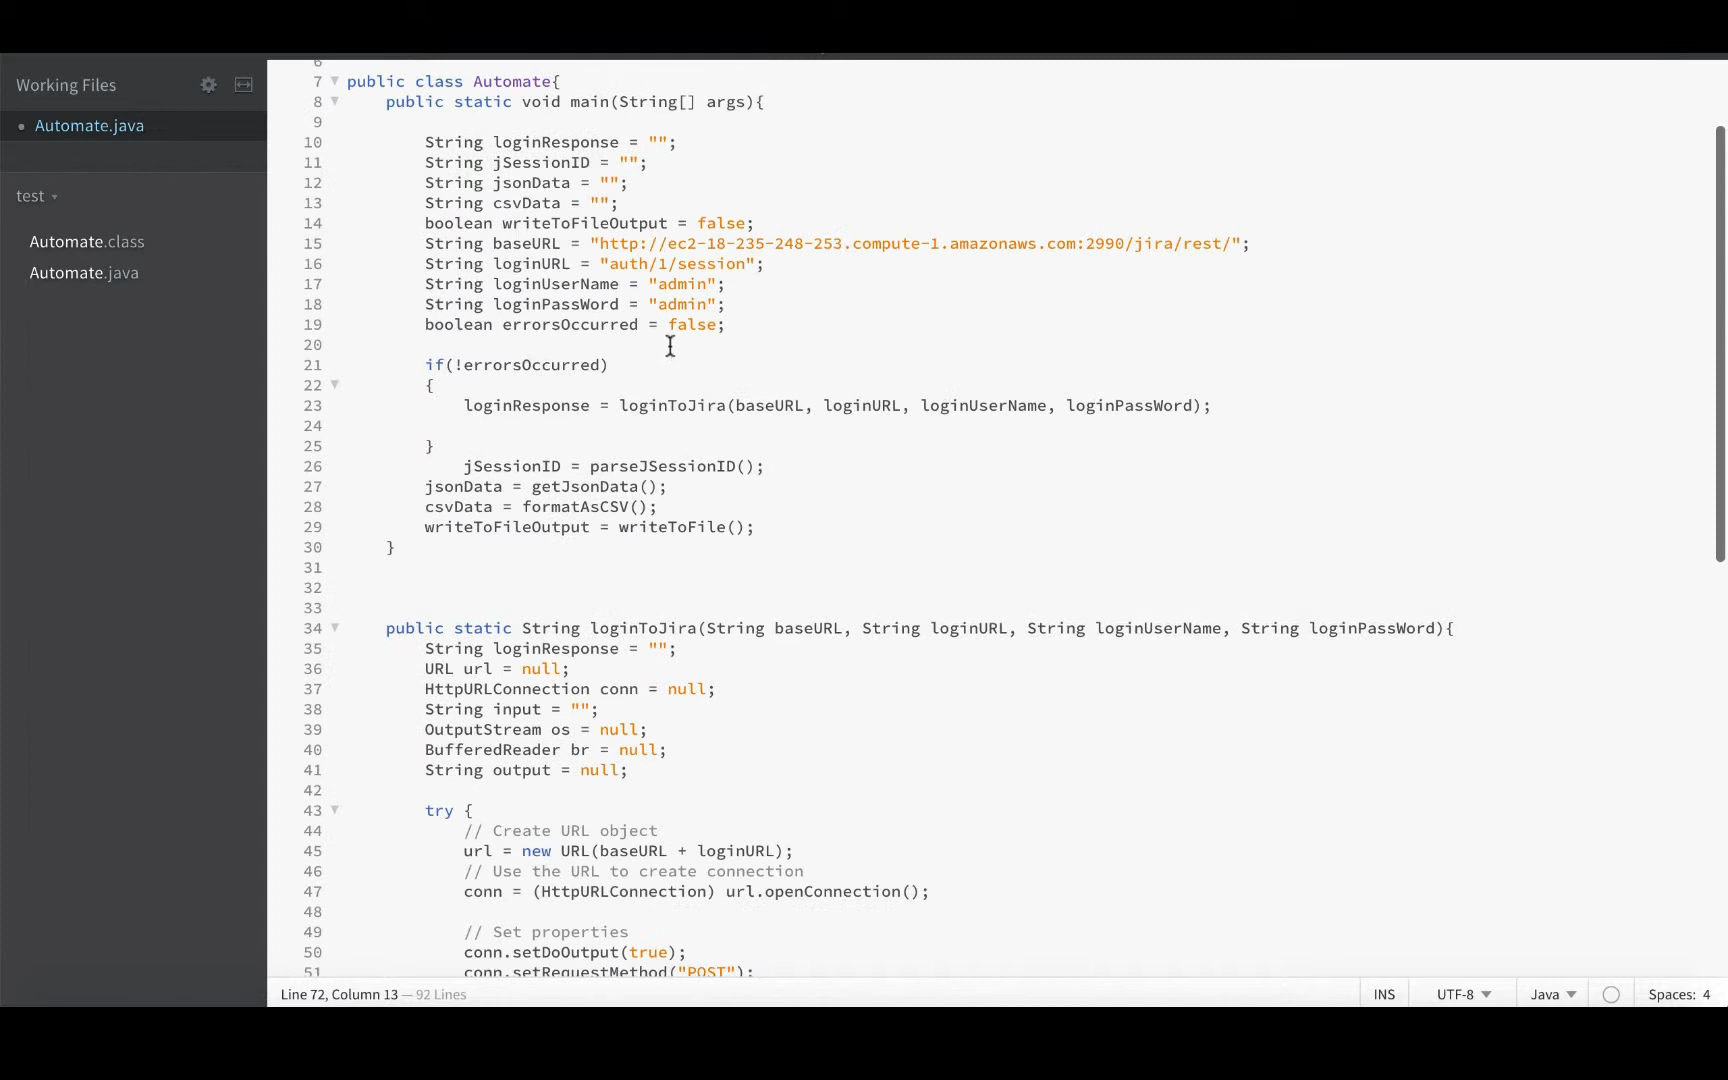 Working Files
Automate.java
test
Automate.class
Automate.java
6
7 public class Automate{
8 public static void main(String[] args){
9
10 String loginResponse = "";
11 String jSessionID = "";
12 String jsonData = "";
13 String csvData = "";
14 boolean writeToFileOutput = false;
15 String baseURL = "http://ec2-18-235-248-253.compute-1.amazonaws.com:2990/jira/rest/";
16 String loginURL = "auth/1/session";
17 String loginUserName = "admin";
18 String loginPassWord = "admin";
19 boolean errorsOccurred = false;
20
21 if(!errorsOccurred)
22 {
23 loginResponse = loginToJira(baseURL, loginURL, loginUserName, loginPassWord);
24
25 }
26 jSessionID = parseJSessionID();
27 jsonData = getJsonData();
28 csvData = formatAsCSV();
29 writeToFileOutput = writeToFile();
30 }
31
32
33
34 public static String loginToJira(String baseURL, String loginURL, String loginUserName, String loginPassWord){
35 String loginResponse = "";
36 URL url = null;
37 HttpURLConnection conn = null;
38 String input = "";
39 OutputStream os = null;
40 BufferedReader br = null;
41 String output = null;
42
43 try {
44 // Create URL object
45 url = new URL(baseURL + loginURL);
46 // Use the URL to create connection
47 conn = (HttpURLConnection) url.openConnection();
48
49 // Set properties
50 conn.setDoOutput(true);
51 conn.setRequestMethod("POST");
Line 72, Column 13 — 92 Lines
INS UTF-8 Java Spaces: 4